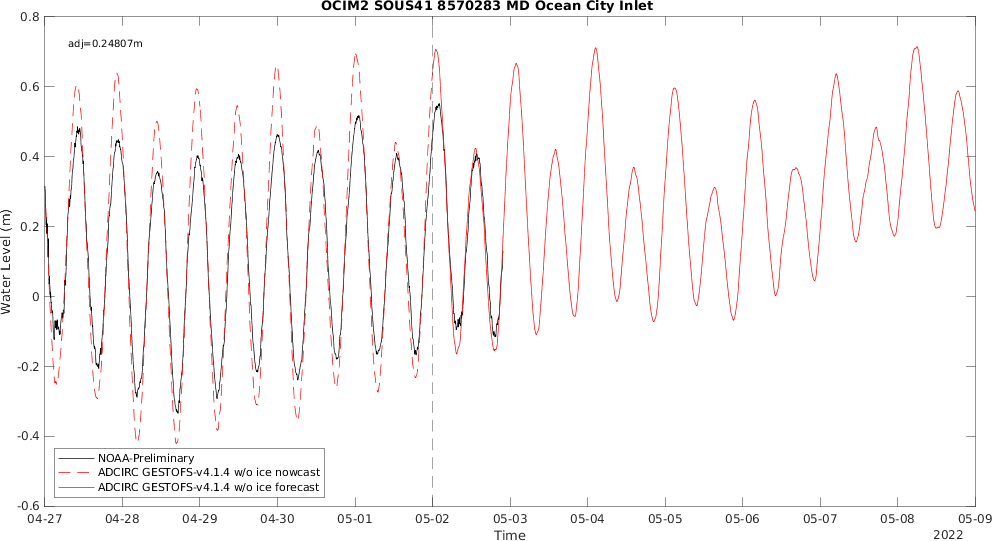 OCIM2 SOUS41 8570283 MD Ocean City Inlet
adj=0.24807m
Water Level (m)
0.8
0.6
0.4
0.2
0
-0.2
-0.4
-0.6
NOAA-Preliminary
ADCIRC GESTOFS-v4.1.4 w/o ice nowcast
ADCIRC GESTOFS-v4.1.4 w/o ice forecast
04-27 04-28 04-29 04-30 05-01 05-02 05-03 05-04 05-05 05-06 05-07 05-08 05-09
Time
2022